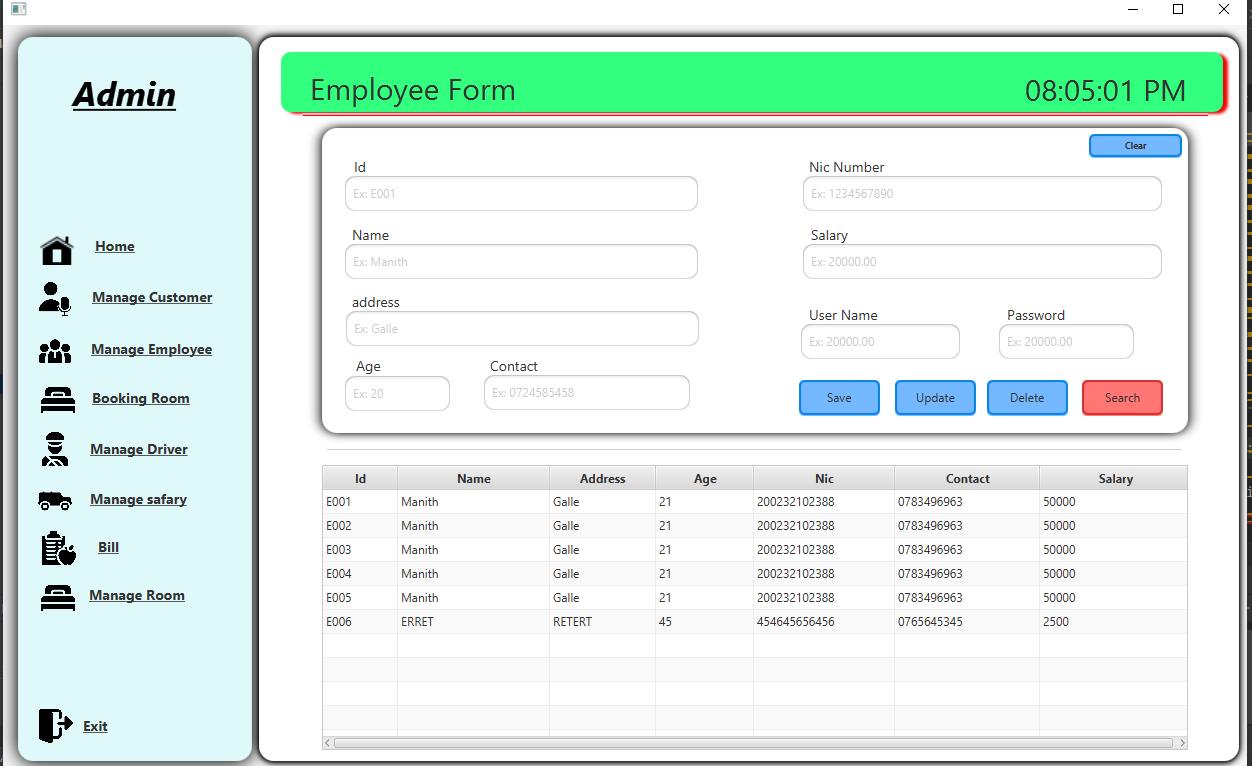 Admin
Home
Manage Customer
Manage Employee
Booking Room
Manage Driver
Manage safary
Bill
Manage Room
Exit
Employee Form 08:05:01 PM
Clear
Id Nic Number
Ex: E001 Ex: 1234567890
Name Salary
Ex: Manith Ex: 20000.00
address User Name Password
Ex: Galle Ex: 20000.00 Ex: 20000.00
Age Contact
Ex: 20 Ex: 0724585458
Save Update Delete Search
Id Name Address Age Nic Contact Salary
E001 Manith Galle 21 200232102388 0783496963 50000
E002 Manith Galle 21 200232102388 0783496963 50000
E003 Manith Galle 21 200232102388 0783496963 50000
E004 Manith Galle 21 200232102388 0783496963 50000
E005 Manith Galle 21 200232102388 0783496963 50000
E006 ERRET RETERT 45 454645656456 0765645345 2500